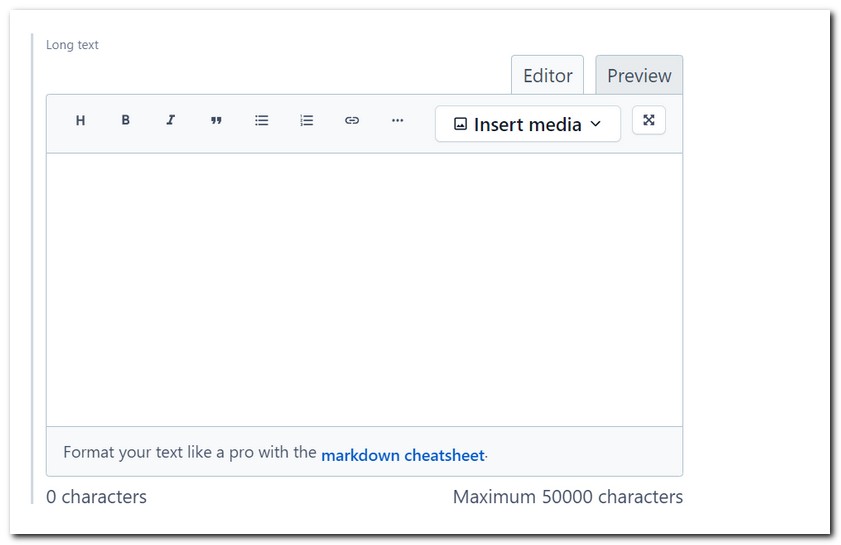 Long text
Editor Preview
H B I ” Insert media
Format your text like a pro with the markdown cheatsheet.
0 characters Maximum 50000 characters